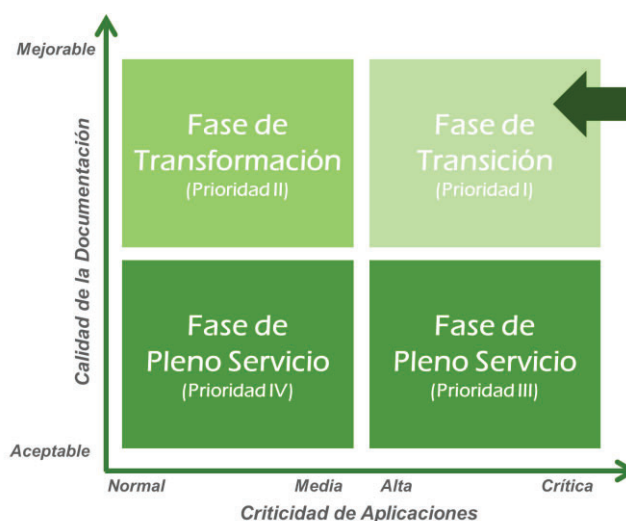 Mejorable
Fase de
Transformación
(Prioridad II)
Fase de
Transición
(Prioridad I)
Calidad de la Documentación
Fase de
Pleno Servicio
(Prioridad IV)
Fase de
Pleno Servicio
(Prioridad III)
Aceptable
Normal
Media
Alta
Crítica
Criticidad de Aplicaciones